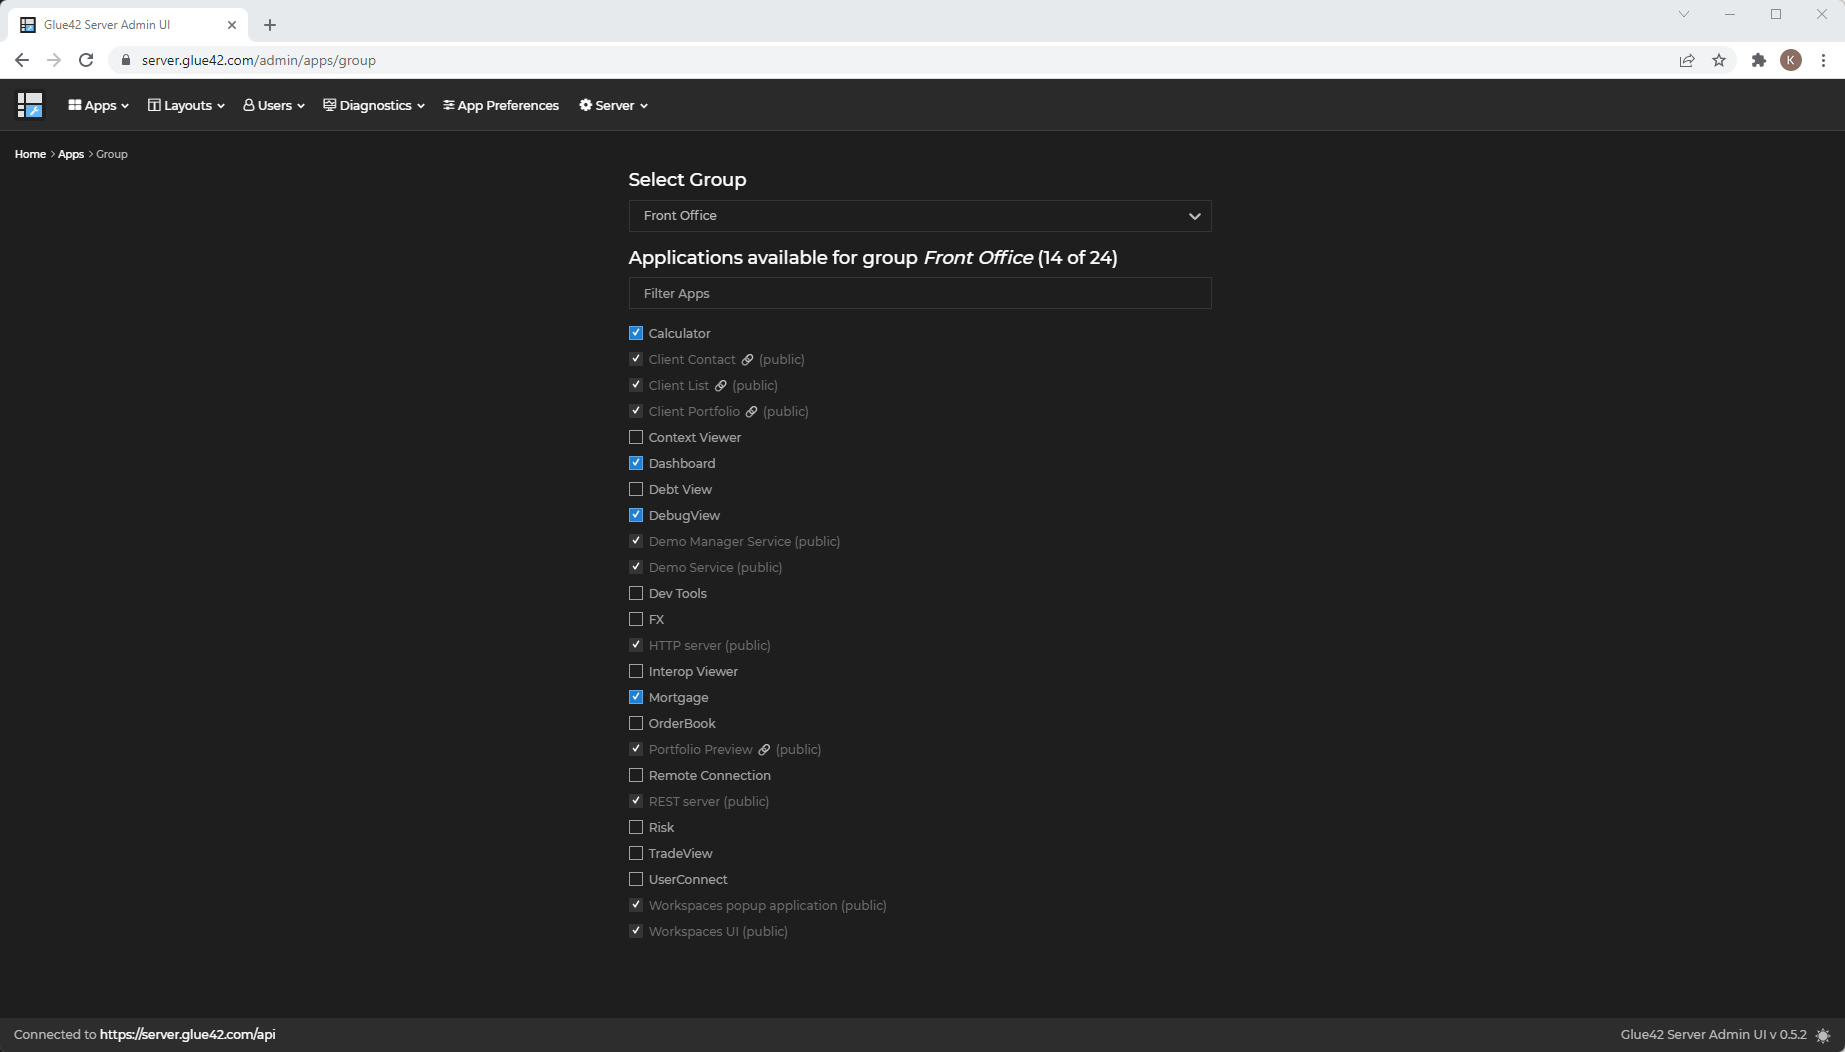 Glue42 Server Admin UI
server.glue42.com/admin/apps/group
K
Apps Layouts Users Diagnostics App Preferences Server
Home > Apps > Group
Select Group
Front Office
Applications available for group Front Office (14 of 24)
Filter Apps
Calculator
Client Contact (public)
Client List (public)
Client Portfolio (public)
Context Viewer
Dashboard
Debt View
DebugView
Demo Manager Service (public)
Demo Service (public)
Dev Tools
FX
HTTP server (public)
Interop Viewer
Mortgage
OrderBook
Portfolio Preview (public)
Remote Connection
REST server (public)
Risk
TradeView
UserConnect
Workspaces popup application (public)
Workspaces UI (public)
Connected to https://server.glue42.com/api
Glue42 Server Admin UI v 0.5.2